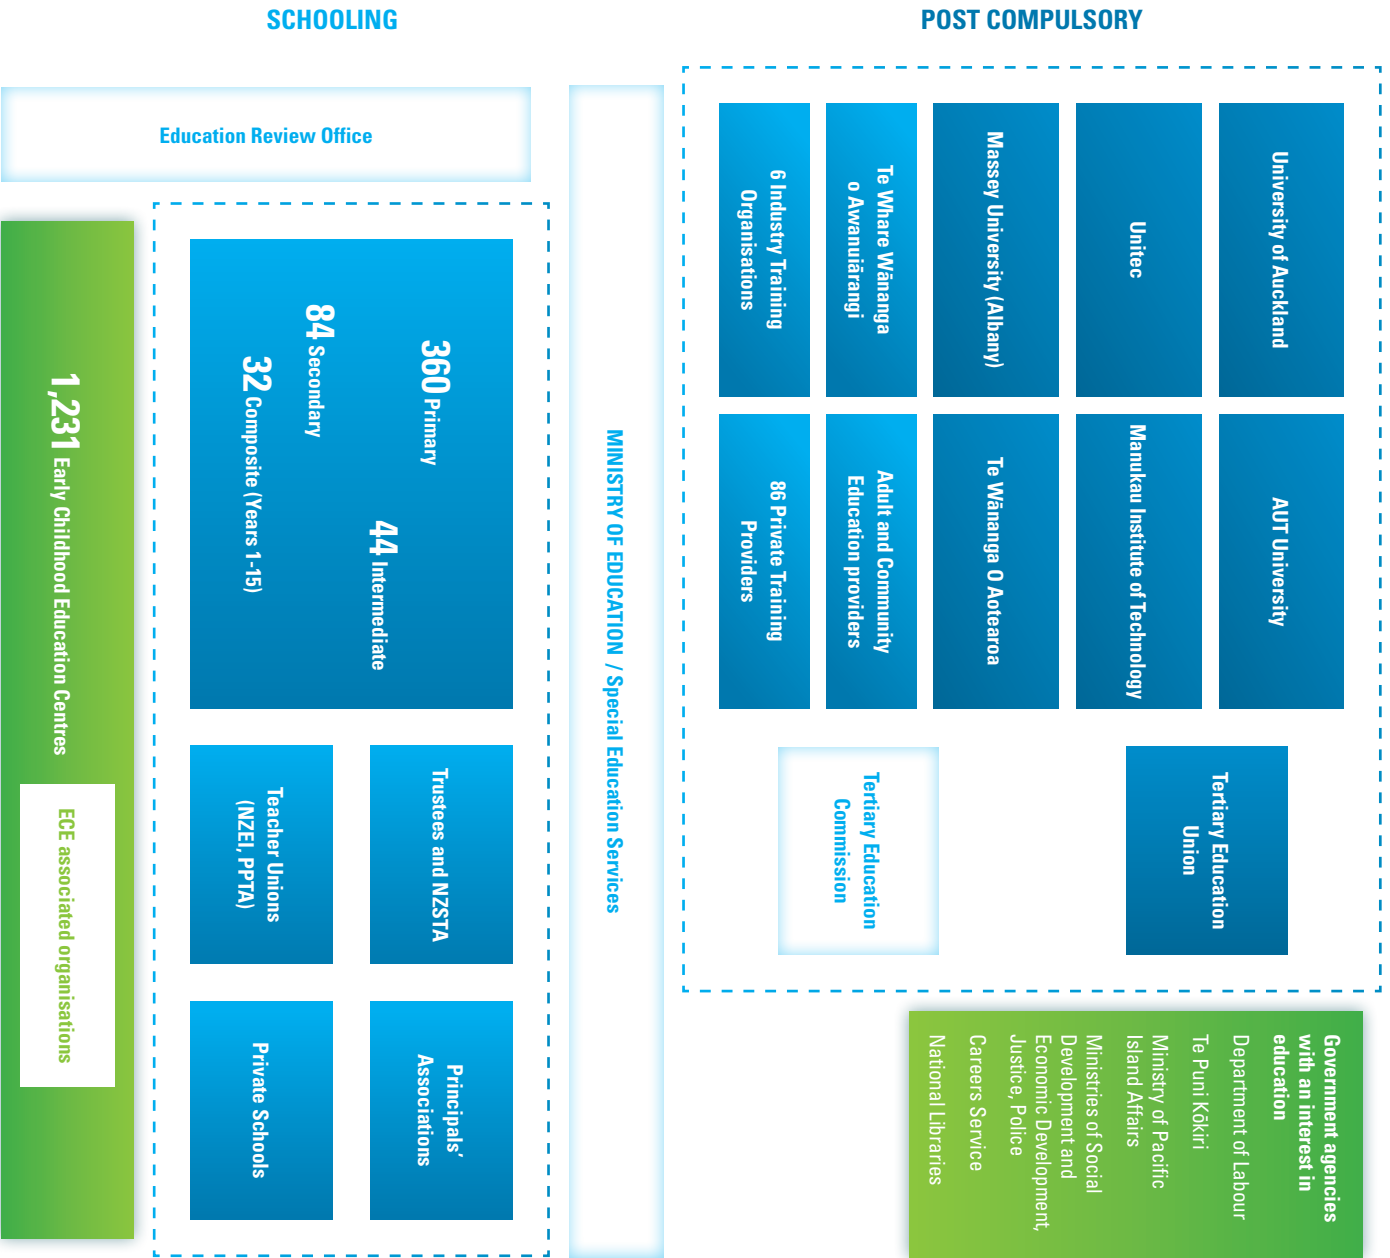 SCHOOLING
POST COMPULSORY
Education Review Office
1,231 Early Childhood Education Centres
ECE associated organisations
360 Primary
44 Intermediate
84 Secondary
32 Composite (Years 1-15)
Teacher Unions
(NZEI, PPTA)
Trustees and NZSTA
Private Schools
Principals’
Associations
MINISTRY OF EDUCATION / Special Education Services
6 Industry Training
Organisations
Te Whare Wānanga
o Awanuiārangi
Massey University (Albany)
Unitec
University of Auckland
86 Private Training
Providers
Adult and Community
Education providers
Te Wānanga O Aotearoa
Manukau Institute of Technology
AUT University
Tertiary Education
Commission
Tertiary Education
Union
Government agencies
with an interest in
education
Department of Labour
Te Puni Kōkiri
Ministry of Pacific
Island Affairs
Ministries of Social
Development and
Economic Development,
Justice, Police
Careers Service
National Libraries